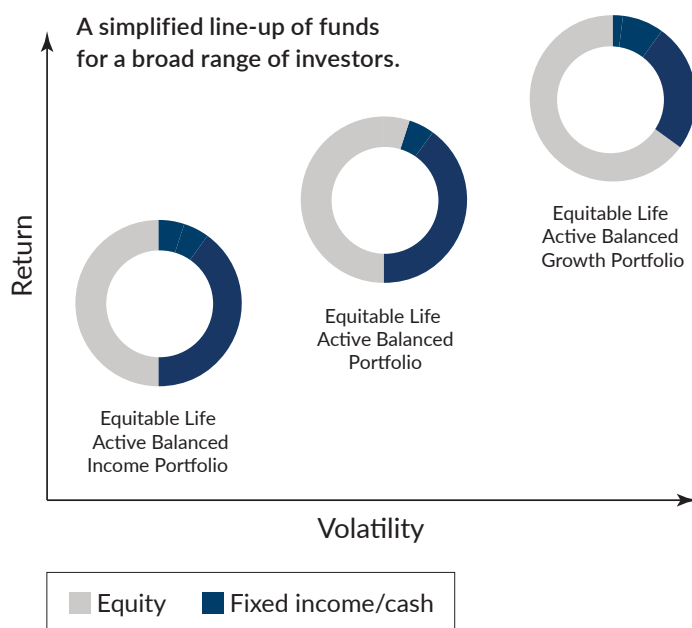 A simplified line-up of funds
for a broad range of investors.
Return
Equitable Life
Active Balanced
Income Portfolio
Equitable Life
Active Balanced
Portfolio
Equitable Life
Active Balanced
Growth Portfolio
Volatility
Equity
Fixed income/cash